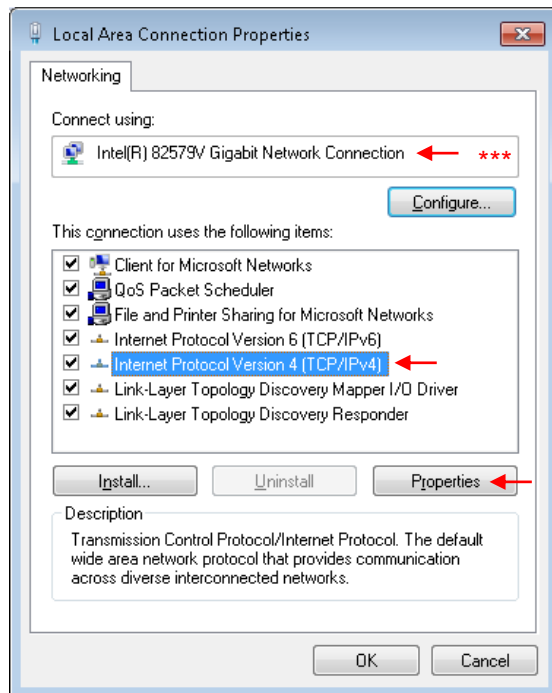 Local Area Connection Properties
Networking
Connect using:
Intel(R) 82579V Gigabit Network Connection ***
Configure...
This connection uses the following items:
Client for Microsoft Networks
QoS Packet Scheduler
File and Printer Sharing for Microsoft Networks
Internet Protocol Version 6 (TCP/IPv6)
Internet Protocol Version 4 (TCP/IPv4)
Link-Layer Topology Discovery Mapper I/O Driver
Link-Layer Topology Discovery Responder
Install... Uninstall Properties
Description
Transmission Control Protocol/Internet Protocol. The default
wide area network protocol that provides communication
across diverse interconnected networks.
OK Cancel